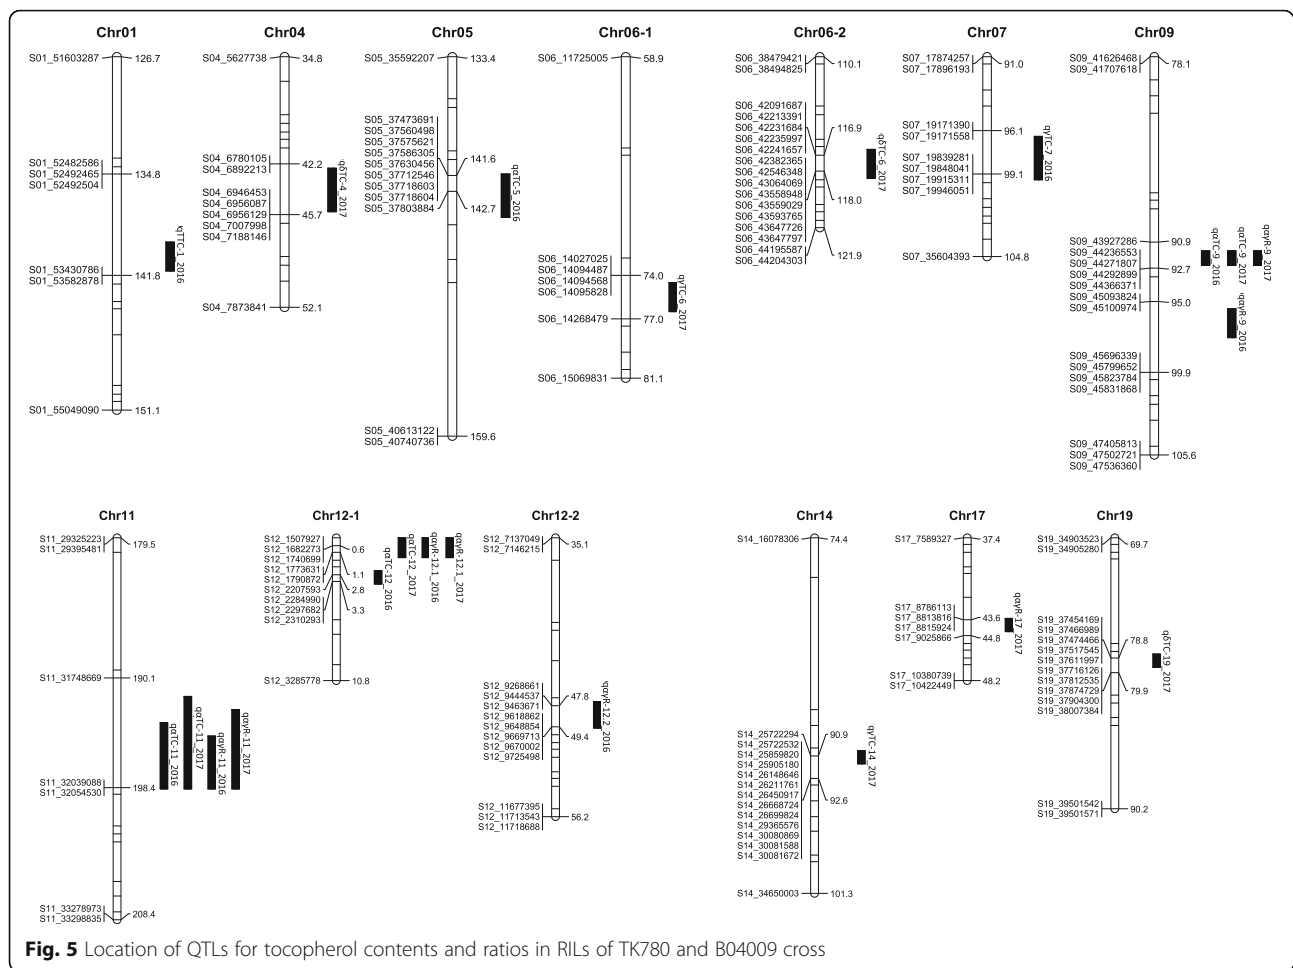 Chr01
S01_51603287 126.7
S01_52482586
S01_52492465 134.8
S01_52492504
S01_53430786 141.8
S01_53582878
S01_55049090 151.1
qTTC-1_2016
Chr04
S04_5627738 34.8
S04_6780105 42.2
S04_6892213
S04_6946453
S04_6956087
S04_6956129 45.7
S04_7007998
S04_7188146
S04_7873841 52.1
qδTC-4_2017
Chr05
S05_35592207 133.4
S05_37473691
S05_37560498
S05_37575621
S05_37586305
S05_37630456 141.6
S05_37712546
S05_37718603
S05_37718604
S05_37803884 142.7
S05_40613122 159.6
S05_40740736
qαTC-5_2016
Chr06-1
S06_11725005 58.9
S06_14027025
S06_14094487 74.0
S06_14094568
S06_14095828
S06_14268479 77.0
S06_15069831 81.1
qγTC-6_2017
Chr06-2
S06_38479421 110.1
S06_38494825
S06_42091687
S06_42213391
S06_42231684 116.9
S06_42235997
S06_42241657
S06_42382365
S06_42546348
S06_43064069
S06_43558948 118.0
S06_43559029
S06_43593765
S06_43647726
S06_43647797
S06_44195587 121.9
S06_44204303
qδTC-6_2017
Chr07
S07_17874257 91.0
S07_17896193
S07_19171390 96.1
S07_19171558
S07_19839281
S07_19848041 99.1
S07_19915311
S07_19946051
S07_35604393 104.8
qγTC-7_2016
Chr09
S09_41626468 78.1
S09_41707618
S09_43927286 90.9
S09_44236553
S09_44271807 92.7
S09_44292899
S09_44366371
S09_45093824 95.0
S09_45100974
S09_45696339
S09_45799652 99.9
S09_45823784
S09_45831868
S09_47405813
S09_47502721 105.6
S09_47536360
qαTC-9_2016
qαTC-9_2017
qαγR-9_2017
qαγR-9_2016
Chr11
S11_29325223 179.5
S11_29395481
S11_31748669 190.1
S11_32039088 198.4
S11_32054530
S11_33278973 208.4
S11_33298835
qαTC-11_2016
qαTC-11_2017
qαγR-11_2016
qαγR-11_2017
Chr12-1
S12_1507927
S12_1682273 0.6
S12_1740699
S12_1773631 1.1
S12_1790872
S12_2207593 2.8
S12_2284990
S12_2297682 3.3
S12_2310293
S12_3285778 10.8
qαTC-12_2016
qαTC-12_2017
qαγR-12.1_2016
qαγR-12.1_2017
Chr12-2
S12_7137049 35.1
S12_7146215
S12_9268661
S12_9444537 47.8
S12_9463671
S12_9618862
S12_9648854
S12_9669713 49.4
S12_9670002
S12_9725498
S12_11677395
S12_11713543 56.2
S12_11718688
qαγR-12.2_2016
Chr14
S14_16078306 74.4
S14_25722294 90.9
S14_25722532
S14_25859820
S14_25905180
S14_26148646
S14_26211761
S14_26450917 92.6
S14_26668724
S14_26699824
S14_29365576
S14_30080869
S14_30081588
S14_30081672
S14_34650003 101.3
qγTC-14_2017
Chr17
S17_7589327 37.4
S17_8786113
S17_8813816 43.6
S17_8815924
S17_9025866 44.8
S17_10380739 48.2
S17_10422449
qαγR-17_2017
Chr19
S19_34903523 69.7
S19_34905280
S19_37454169
S19_37466989
S19_37474466 78.8
S19_37517545
S19_37611997
S19_37716126
S19_37812535
S19_37874729 79.9
S19_37904300
S19_38007384
S19_39501542 90.2
S19_39501571
qδTC-19_2017
Fig. 5 Location of QTLs for tocopherol contents and ratios in RILs of TK780 and B04009 cross